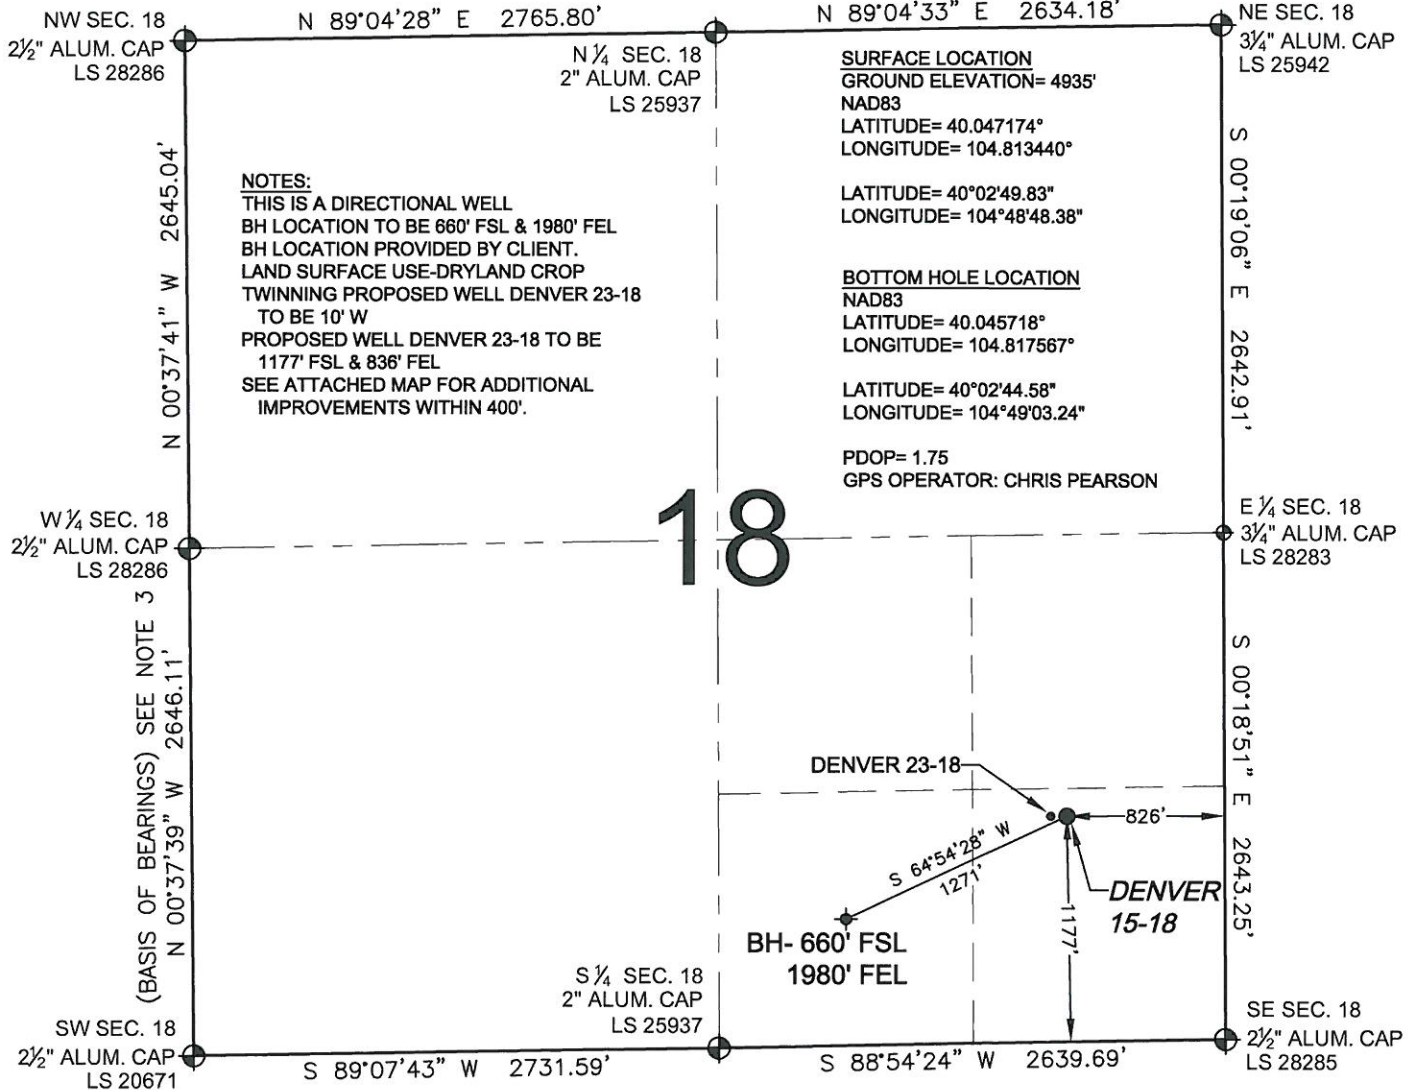 NW SEC. 18
2½" ALUM. CAP
LS 28286
N 89°04'28" E 2765.80'
N ¼ SEC. 18
2" ALUM. CAP
LS 25937
N 89°04'33" E 2634.18'
NE SEC. 18
3¼" ALUM. CAP
LS 25942
SURFACE LOCATION
GROUND ELEVATION= 4935'
NAD83
LATITUDE= 40.047174°
LONGITUDE= 104.813440°
LATITUDE= 40°02'49.83"
LONGITUDE= 104°48'48.38"
BOTTOM HOLE LOCATION
NAD83
LATITUDE= 40.045718°
LONGITUDE= 104.817567°
LATITUDE= 40°02'44.58"
LONGITUDE= 104°49'03.24"
PDOP= 1.75
GPS OPERATOR: CHRIS PEARSON
NOTES:
THIS IS A DIRECTIONAL WELL
BH LOCATION TO BE 660' FSL & 1980' FEL
BH LOCATION PROVIDED BY CLIENT.
LAND SURFACE USE-DRYLAND CROP
TWINNING PROPOSED WELL DENVER 23-18
TO BE 10' W
PROPOSED WELL DENVER 23-18 TO BE
1177' FSL & 836' FEL
SEE ATTACHED MAP FOR ADDITIONAL
IMPROVEMENTS WITHIN 400'.
N 00°37'41" W 2645.04'
S 00°19'06" E 2642.91'
18
W ¼ SEC. 18
2½" ALUM. CAP
LS 28286
E ¼ SEC. 18
3¼" ALUM. CAP
LS 28283
(BASIS OF BEARINGS) SEE NOTE 3
N 00°37'39" W 2646.11'
S 00°18'51" E 2643.25'
DENVER 23-18
826'
S 64°54'28" W
1271'
1177'
DENVER
15-18
BH- 660' FSL
1980' FEL
S ¼ SEC. 18
2" ALUM. CAP
LS 25937
SW SEC. 18
2½" ALUM. CAP
LS 20671
S 89°07'43" W 2731.59'
S 88°54'24" W 2639.69'
SE SEC. 18
2½" ALUM. CAP
LS 28285